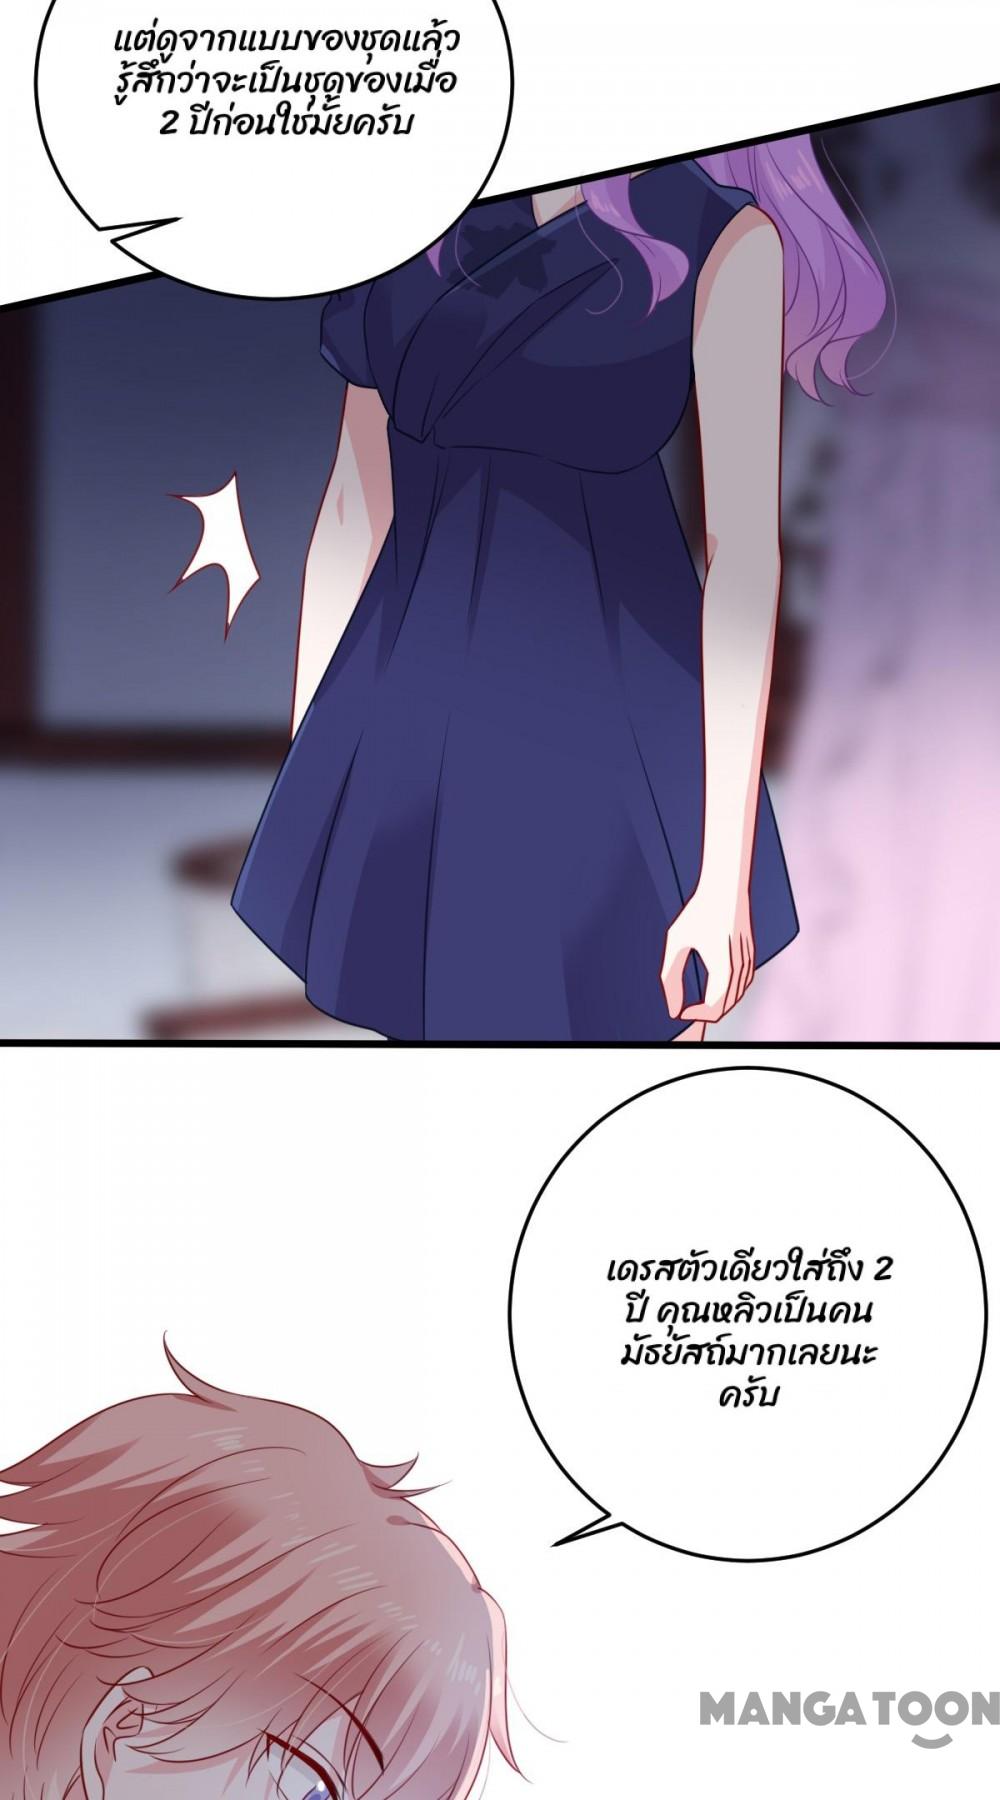 แต่ดูจากแบบของชุดแล้ว
รู้สึกว่าจะเป็นชุดของเมื่อ
2 ปีก่อนใช่มั้ยครับ
เดรสตัวเดียวใส่ถึง 2
ปี คุณหลิวเป็นคน
มัธยัสถ์มากเลยนะ
ครับ
MANGATOON